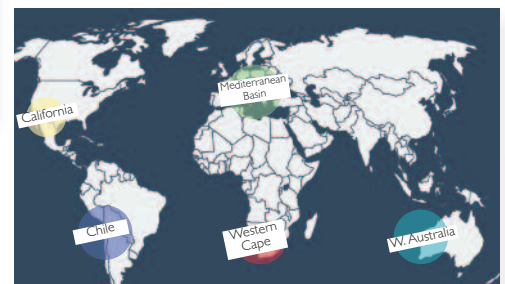 Mediterranean
Basin
California
Chile
Western
Cape
W. Australia